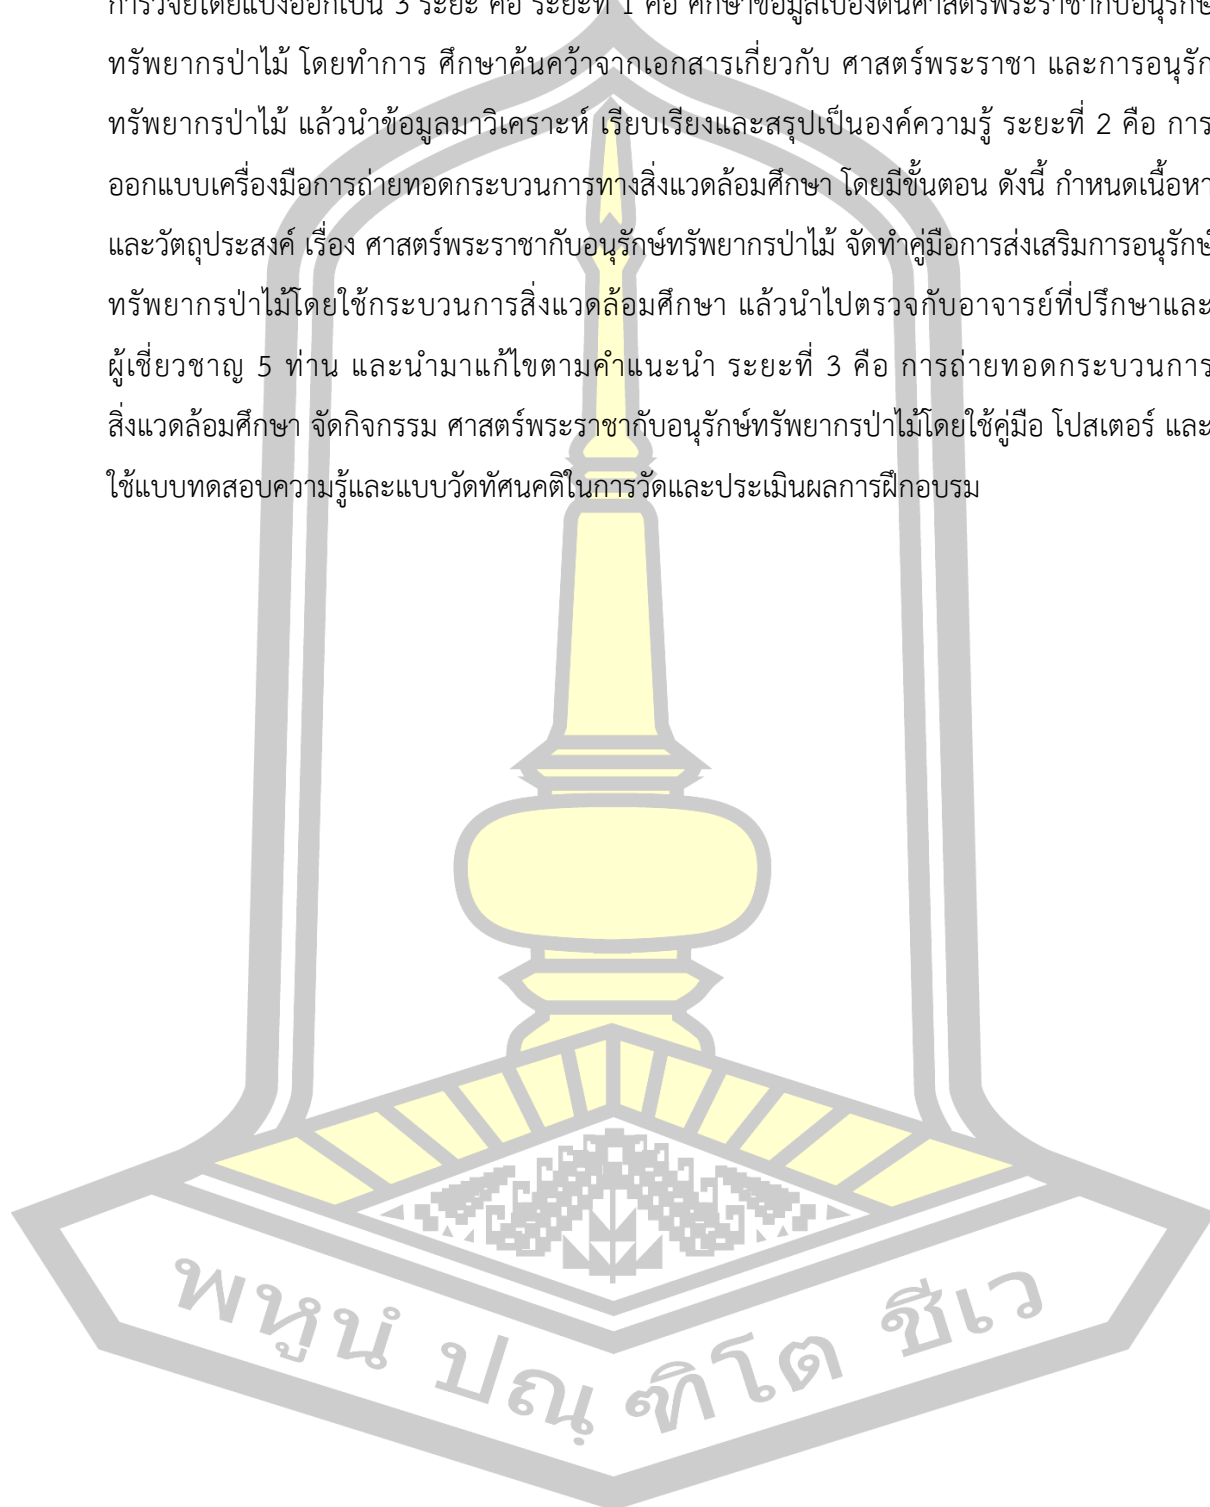 การวิจัยโดยแบ่งออกเป็น 3 ระยะ คือ ระยะที่ 1 คือ ศึกษาข้อมูลเบื้องต้นศาสตร์พระราชากับอนุรักษ์
ทรัพยากรป่าไม้ โดยทำการ ศึกษาค้นคว้าจากเอกสารเกี่ยวกับ ศาสตร์พระราชา และการอนุรัก
ทรัพยากรป่าไม้ แล้วนำข้อมูลมาวิเคราะห์ เรียบเรียงและสรุปเป็นองค์ความรู้ ระยะที่ 2 คือ การ
ออกแบบเครื่องมือการถ่ายทอดกระบวนการทางสิ่งแวดล้อมศึกษา โดยมีขั้นตอน ดังนี้ กำหนดเนื้อหา
และวัตถุประสงค์ เรื่อง ศาสตร์พระราชากับอนุรักษ์ทรัพยากรป่าไม้ จัดทำคู่มือการส่งเสริมการอนุรักษ์
ทรัพยากรป่าไม้โดยใช้กระบวนการสิ่งแวดล้อมศึกษา แล้วนำไปตรวจกับอาจารย์ที่ปรึกษาและ
ผู้เชี่ยวชาญ 5 ท่าน และนำมาแก้ไขตามคำแนะนำ ระยะที่ 3 คือ การถ่ายทอดกระบวนการ
สิ่งแวดล้อมศึกษา จัดกิจกรรม ศาสตร์พระราชากับอนุรักษ์ทรัพยากรป่าไม้โดยใช้คู่มือ โปสเตอร์ และ
ใช้แบบทดสอบความรู้และแบบวัดทัศนคติในการวัดและประเมินผลการฝึกอบรม
พหูนํ ปณฺฑิโต ชีเว